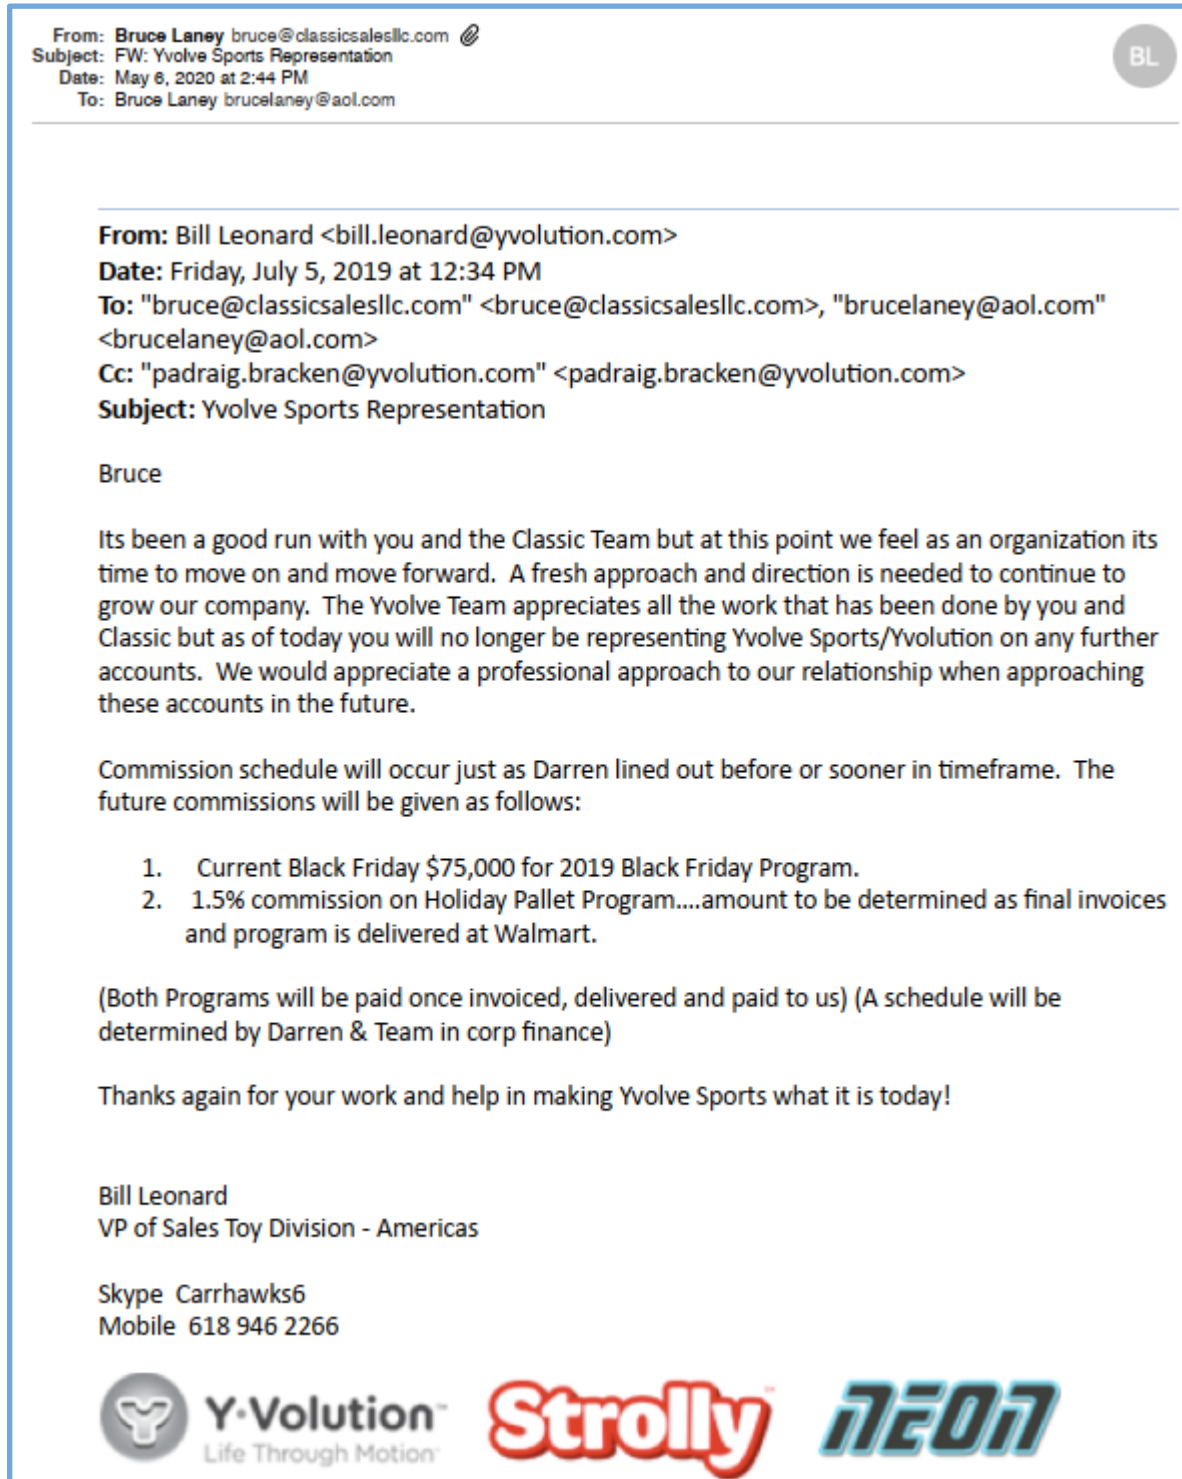 From: Bruce Laney bruce@classicsalesllc.com
Subject: FW: Yvolve Sports Representation
Date: May 6, 2020 at 2:44 PM
To: Bruce Laney brucelaney@aol.com
BL
From: Bill Leonard <bill.leonard@yvolution.com>
Date: Friday, July 5, 2019 at 12:34 PM
To: "bruce@classicsalesllc.com" <bruce@classicsalesllc.com>, "brucelaney@aol.com"
<brucelaney@aol.com>
Cc: "padraig.bracken@yvolution.com" <padraig.bracken@yvolution.com>
Subject: Yvolve Sports Representation
Bruce
Its been a good run with you and the Classic Team but at this point we feel as an organization its
time to move on and move forward.  A fresh approach and direction is needed to continue to
grow our company.  The Yvolve Team appreciates all the work that has been done by you and
Classic but as of today you will no longer be representing Yvolve Sports/Yvolution on any further
accounts.  We would appreciate a professional approach to our relationship when approaching
these accounts in the future.
Commission schedule will occur just as Darren lined out before or sooner in timeframe.  The
future commissions will be given as follows:
1. Current Black Friday $75,000 for 2019 Black Friday Program.
2. 1.5% commission on Holiday Pallet Program....amount to be determined as final invoices
and program is delivered at Walmart.
(Both Programs will be paid once invoiced, delivered and paid to us) (A schedule will be
determined by Darren & Team in corp finance)
Thanks again for your work and help in making Yvolve Sports what it is today!
Bill Leonard
VP of Sales Toy Division - Americas
Skype  Carrhawks6
Mobile  618 946 2266
Y Y·Volution™ Strolly™ NEON
Life Through Motion™